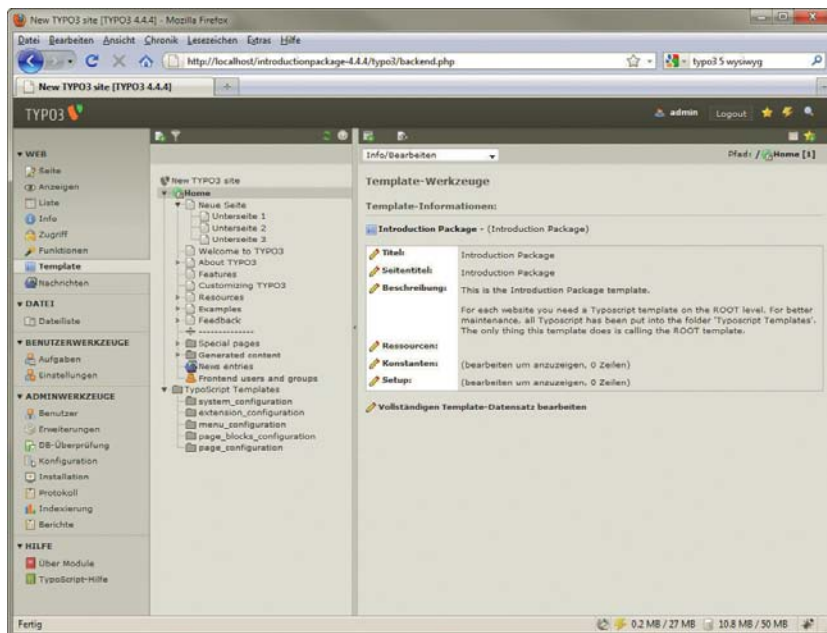 New TYPO3 site [TYPO3 4.4.4] - Mozilla Firefox
Datei Bearbeiten Ansicht Chronik Lesezeichen Extras Hilfe
http://localhost/introductionpackage-4.4.4/typo3/backend.php
typo3 5 wysiwyg
New TYPO3 site [TYPO3 4.4.4]
TYPO3
admin Logout
WEB
Seite
Anzeigen
Liste
Info
Zugriff
Funktionen
Template
Nachrichten
DATEI
Dateiliste
BENUTZERWERKZEUGE
Aufgaben
Einstellungen
ADMINWERKZEUGE
Benutzer
Erweiterungen
DB-Überprüfung
Konfiguration
Installation
Protokoll
Indexierung
Berichte
HILFE
Über Module
TypoScript-Hilfe
New TYPO3 site
Home
Neue Seite
Unterseite 1
Unterseite 2
Unterseite 3
Welcome to TYPO3
About TYPO3
Features
Customizing TYPO3
Resources
Examples
Feedback
--------------
Special pages
Generated content
News entries
Frontend users and groups
TypoScript Templates
system_configuration
extension_configuration
menu_configuration
page_blocks_configuration
page_configuration
Info/Bearbeiten
Pfad: / Home [1]
Template-Werkzeuge
Template-Informationen:
Introduction Package - (Introduction Package)
Titel: Introduction Package
Seitentitel: Introduction Package
Beschreibung: This is the Introduction Package template.
For each website you need a Typoscript template on the ROOT level. For better
maintenance, all Typoscript has been put into the folder 'Typoscript Templates'.
The only thing this template does is calling the ROOT template.
Ressourcen:
Konstanten: (bearbeiten um anzuzeigen, 0 Zeilen)
Setup: (bearbeiten um anzuzeigen, 0 Zeilen)
Vollständigen Template-Datensatz bearbeiten
Fertig
0.2 MB / 27 MB 10.8 MB / 50 MB